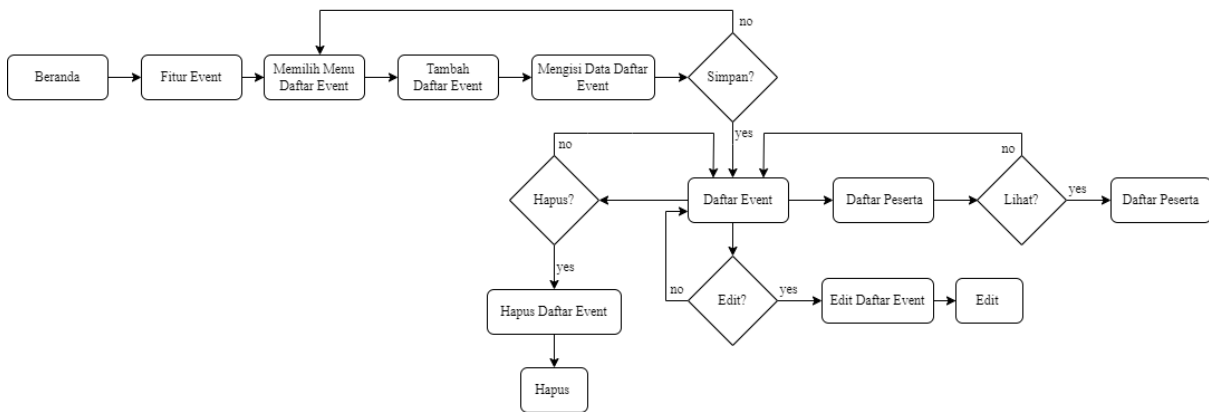 no
Beranda
Fitur Event
Memilih Menu
Daftar Event
Tambah
Daftar Event
Mengisi Data Daftar
Event
Simpan?
yes
no
no
Hapus?
Daftar Event
Daftar Peserta
Lihat?
yes
Daftar Peserta
yes
no
Edit?
yes
Edit Daftar Event
Edit
Hapus Daftar Event
Hapus